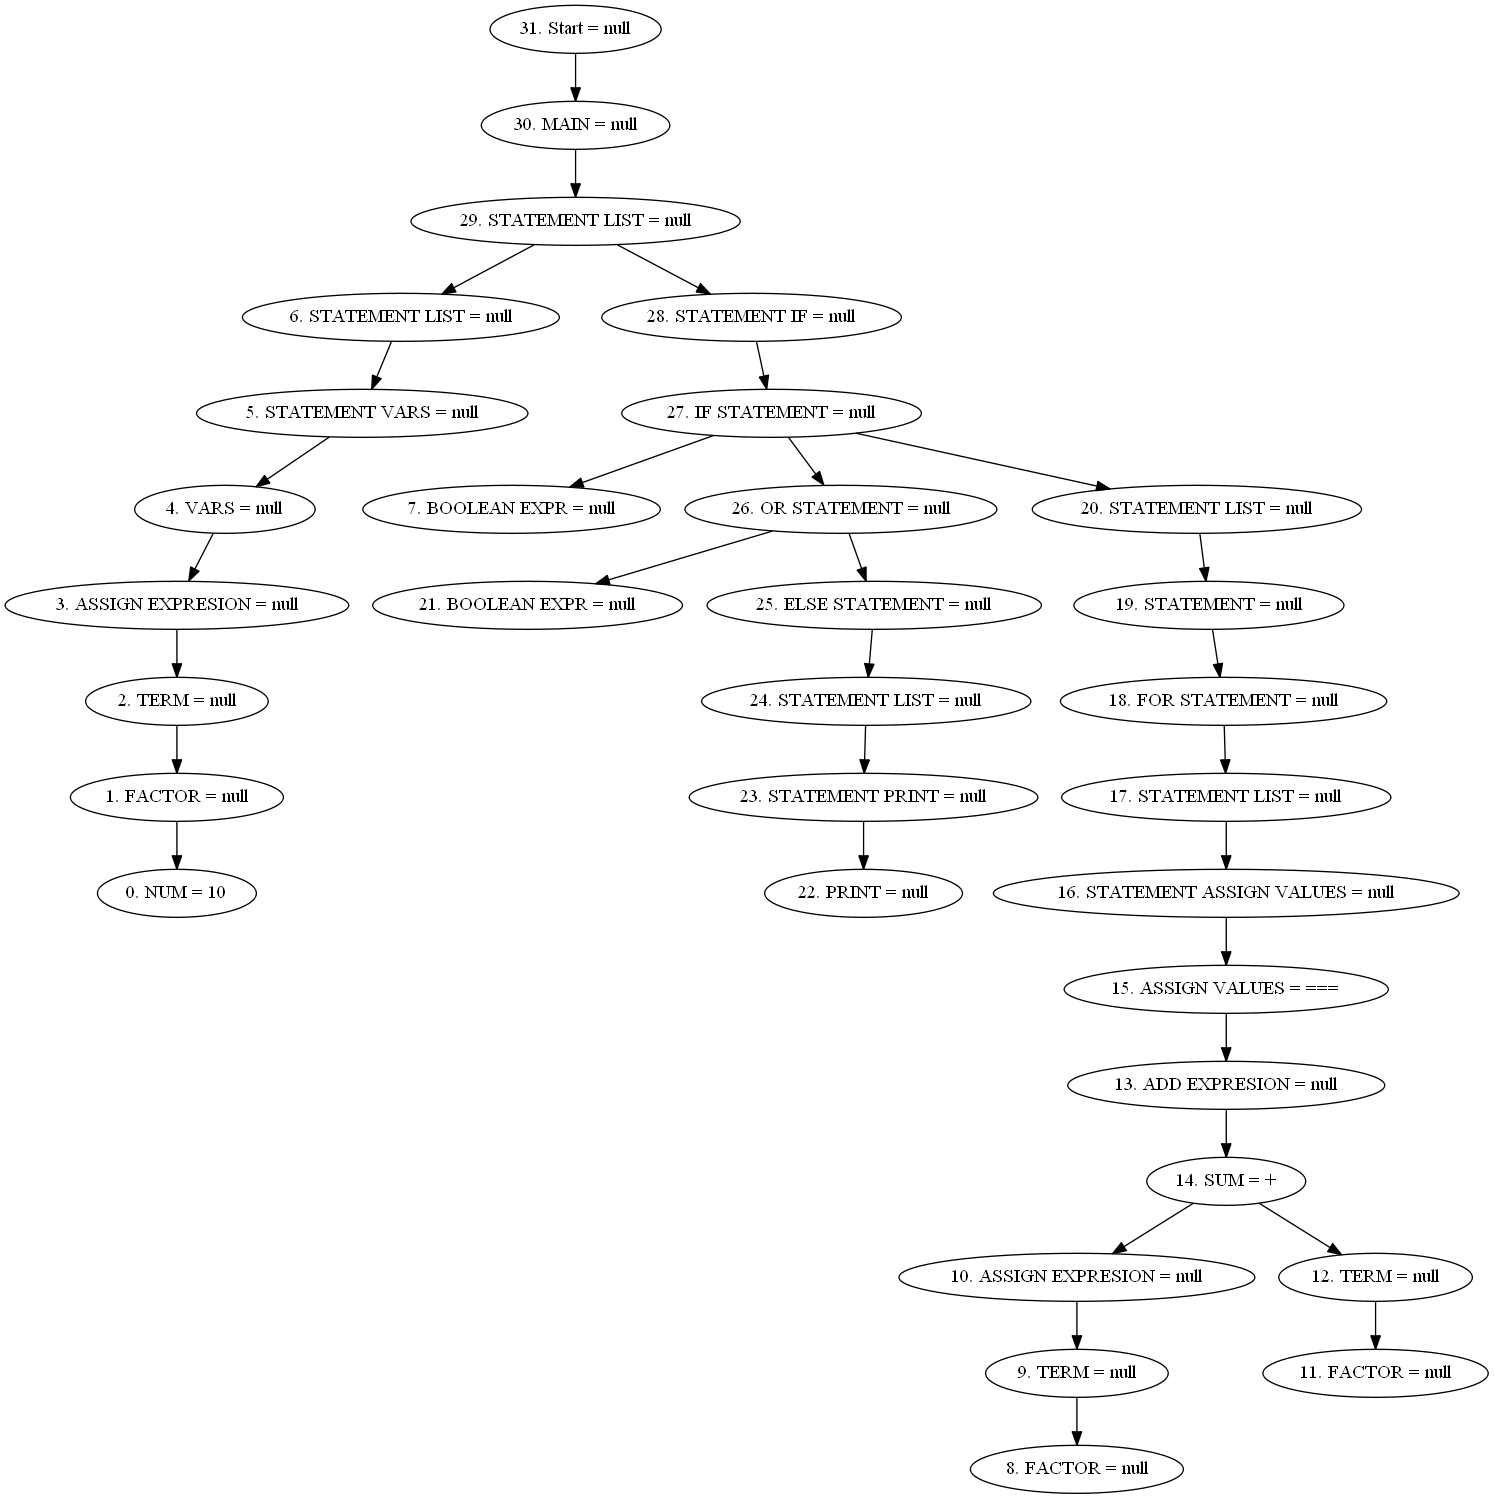 31. Start = null
30. MAIN = null
29. STATEMENT LIST = null
6. STATEMENT LIST = null
28. STATEMENT IF = null
5. STATEMENT VARS = null
27. IF STATEMENT = null
4. VARS = null
7. BOOLEAN EXPR = null
26. OR STATEMENT = null
20. STATEMENT LIST = null
3. ASSIGN EXPRESION = null
21. BOOLEAN EXPR = null
25. ELSE STATEMENT = null
19. STATEMENT = null
2. TERM = null
24. STATEMENT LIST = null
18. FOR STATEMENT = null
1. FACTOR = null
23. STATEMENT PRINT = null
17. STATEMENT LIST = null
0. NUM = 10
22. PRINT = null
16. STATEMENT ASSIGN VALUES = null
15. ASSIGN VALUES = ===
13. ADD EXPRESION = null
14. SUM = +
10. ASSIGN EXPRESION = null
12. TERM = null
9. TERM = null
11. FACTOR = null
8. FACTOR = null